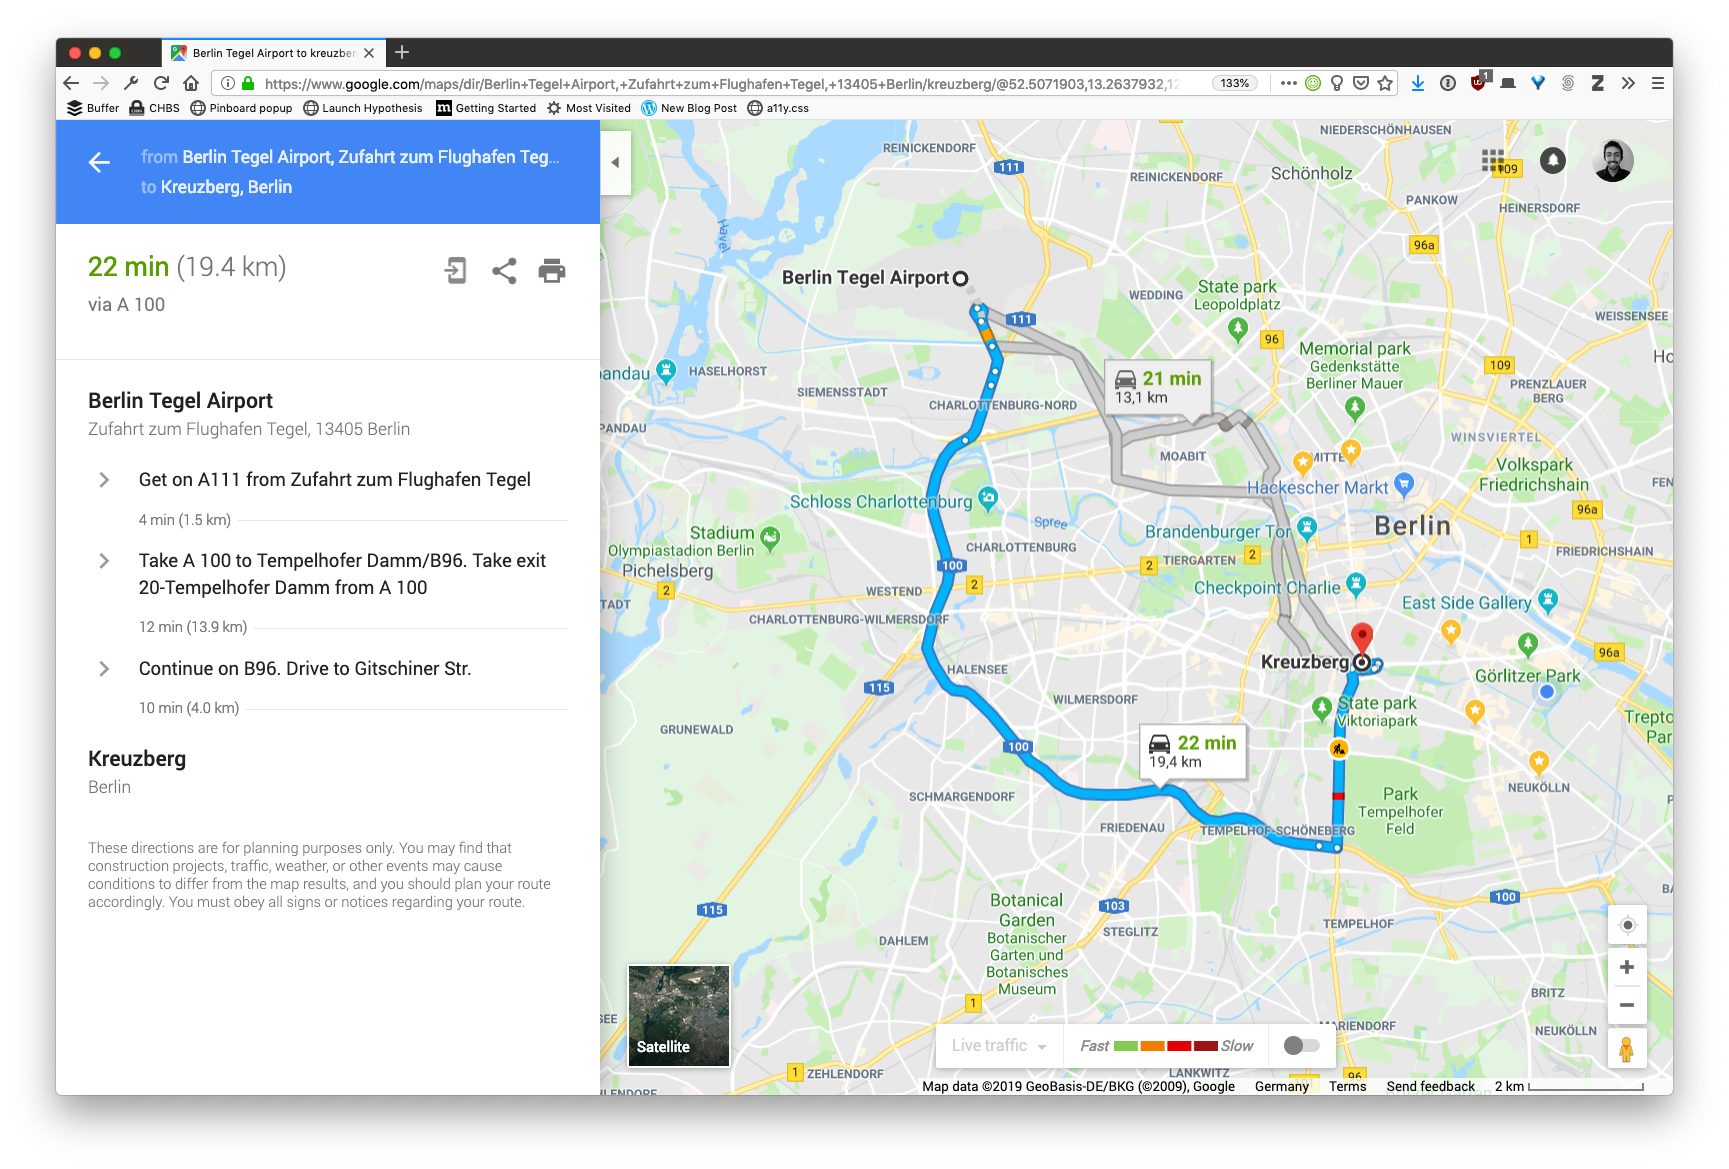 Berlin Tegel Airport to kreuzber
https://www.google.com/maps/dir/Berlin+Tegel+Airport,+Zufahrt+zum+Flughafen+Tegel,+13405+Berlin/kreuzberg/@52.5071903,13.2637932,12
133%
1
Buffer
CHBS
Pinboard popup
Launch Hypothesis
Getting Started
Most Visited
New Blog Post
a11y.css
from Berlin Tegel Airport, Zufahrt zum Flughafen Teg...
to Kreuzberg, Berlin
22 min (19.4 km)
via A 100
Berlin Tegel Airport
Zufahrt zum Flughafen Tegel, 13405 Berlin
Get on A111 from Zufahrt zum Flughafen Tegel
4 min (1.5 km)
Take A 100 to Tempelhofer Damm/B96. Take exit
20-Tempelhofer Damm from A 100
12 min (13.9 km)
Continue on B96. Drive to Gitschiner Str.
10 min (4.0 km)
Kreuzberg
Berlin
These directions are for planning purposes only. You may find that
construction projects, traffic, weather, or other events may cause
conditions to differ from the map results, and you should plan your route
accordingly. You must obey all signs or notices regarding your route.
NIEDERSCHÖNHAUSEN
REINICKENDORF
111
REINICKENDORF
Schönholz
109
PANKOW
HEINERSDORF
Havel
96a
Berlin Tegel Airport
WEDDING
State park
Leopoldplatz
111
WEISSENSEE
96
Memorial park
Gedenkstätte
Berliner Mauer
109
PRENZLAUER
BERG
andau
HASELHORST
SIEMENSSTADT
21 min
13,1 km
CHARLOTTENBURG-NORD
PANDAU
MOABIT
MITTE
WINSVIERTEL
Volkspark
Friedrichshain
FEN
Hackescher Markt
Schloss Charlottenburg
Spree
Berlin
96a
Stadium
Olympiastadion Berlin
Pichelsberg
CHARLOTTENBURG
Brandenburger Tor
2
TIERGARTEN
2
1
FRIEDRICHSHAIN
100
2
2
TADT
WESTEND
Checkpoint Charlie
East Side Gallery
CHARLOTTENBURG-WILMERSDORF
HALENSEE
Kreuzberg
96a
Görlitzer Park
115
WILMERSDORF
State park
Viktoriapark
Trepto
Par
GRUNEWALD
100
22 min
19,4 km
NEUKÖLLN
SCHMARGENDORF
Park
Tempelhofer
Feld
FRIEDENAU
TEMPELHOF-SCHÖNEBERG
115
Botanical
Garden
Botanischer
Garten und
Botanisches
Museum
103
100
STEGLITZ
TEMPELHOF
DAHLEM
1
BRITZ
MARIENDORF
NEUKÖLLN
SEE
Satellite
Live traffic
Fast
Slow
1
ZEHLENDORF
LANKWITZ
96
Map data ©2019 GeoBasis-DE/BKG (©2009), Google
Germany
Terms
Send feedback
2 km